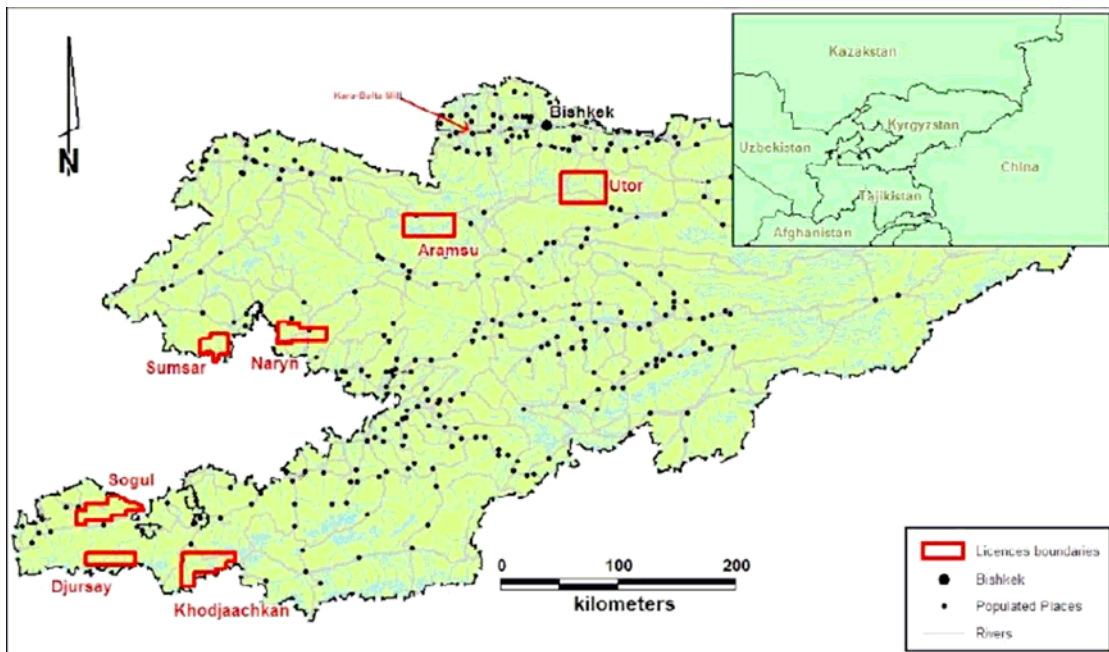 Kazakstan
Kara-Balta Mill
Bishkek
Kyrgyzstan
Uzbekistan
China
Utor
Tajikistan
Afghanistan
Aramsu
Sumsar
Naryn
Sogul
Djursay
Khodjaachkan
N
0 100 200
kilometers
Licences boundaries
Bishkek
Populated Places
Rivers